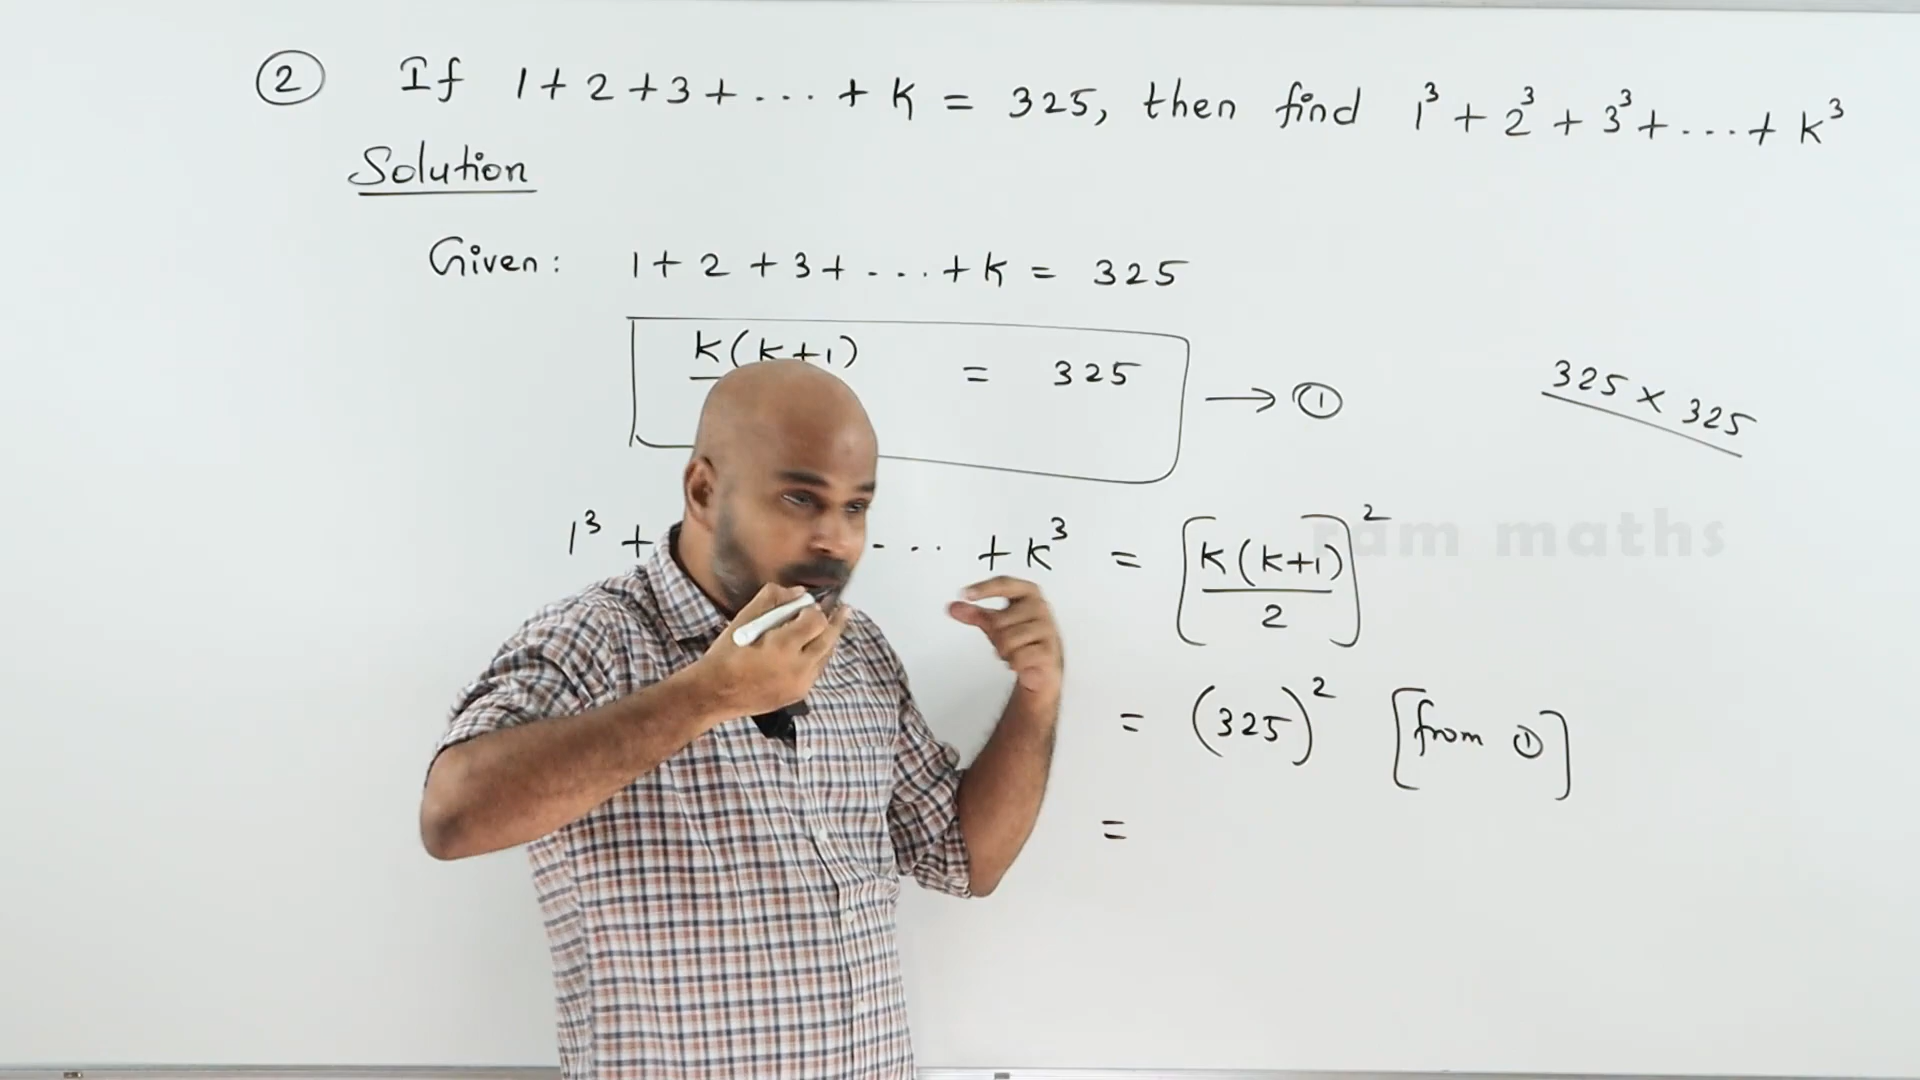 ② If 1 + 2 + 3 + ... + K = 325, then find 1³ + 2³ + 3³ + ... + K³
Solution
Given: 1 + 2 + 3 + ... + K = 325
K(K+1) = 325 → ①
325 × 325
1³ + ... + K³ = [K(K+1)/2]²
ram maths
= (325)² [from ①]
=